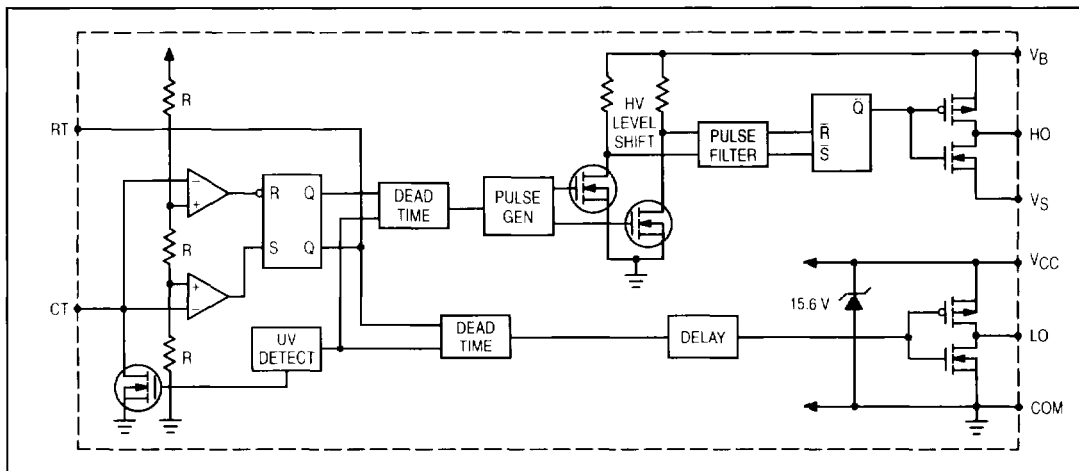 R
RT
R
CT
R
−
+
+
−
R Q
S Q
UV
DETECT
DEAD
TIME
PULSE
GEN
HV
LEVEL
SHIFT
PULSE
FILTER
R̅
S̅
Q̅
DEAD
TIME
DELAY
15.6 V
VB
HO
VS
VCC
LO
COM